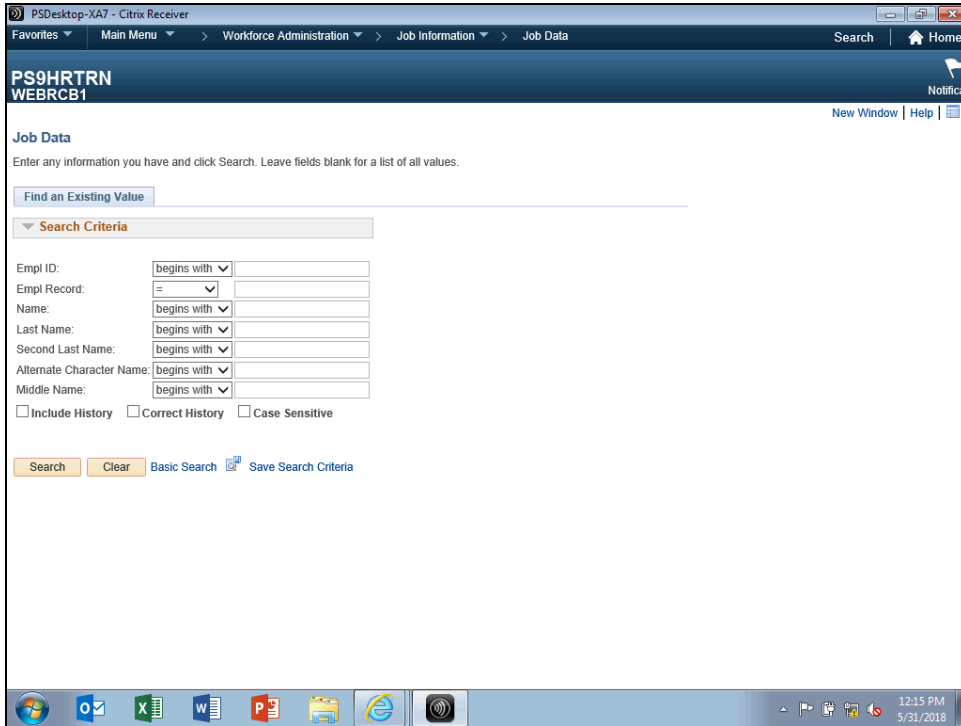 PSDesktop-XA7 - Citrix Receiver
Favorites Main Menu > Workforce Administration > Job Information > Job Data Search Home
PS9HRTRN
WEBRCB1
Notifica
New Window | Help |
Job Data
Enter any information you have and click Search. Leave fields blank for a list of all values.
Find an Existing Value
Search Criteria
Empl ID: begins with
Empl Record: =
Name: begins with
Last Name: begins with
Second Last Name: begins with
Alternate Character Name: begins with
Middle Name: begins with
Include History Correct History Case Sensitive
Search Clear Basic Search Save Search Criteria
12:15 PM
5/31/2018